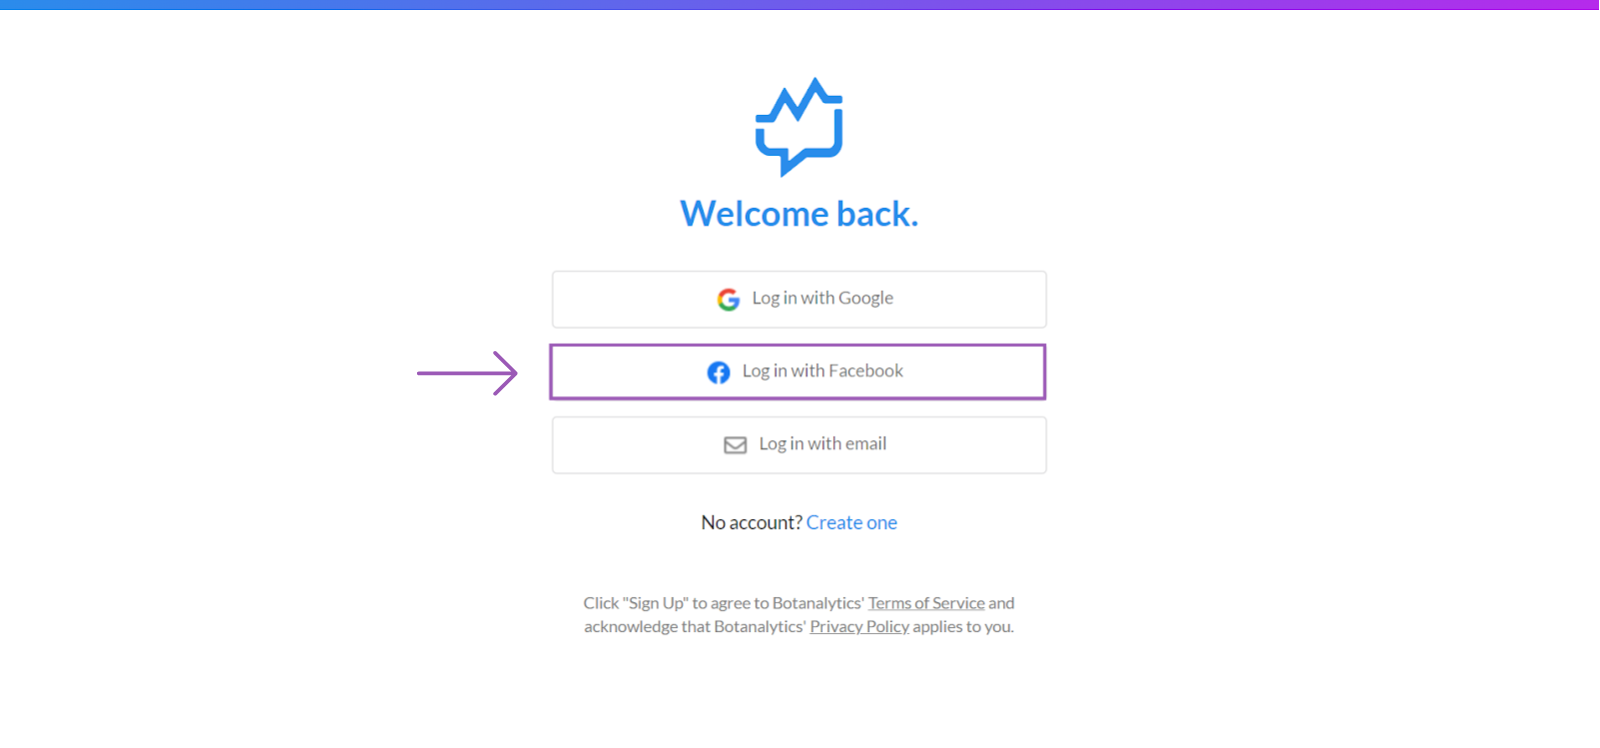 Welcome back.
Log in with Google
Log in with Facebook
Log in with email
No account? Create one
Click "Sign Up" to agree to Botanalytics' Terms of Service and
acknowledge that Botanalytics' Privacy Policy applies to you.